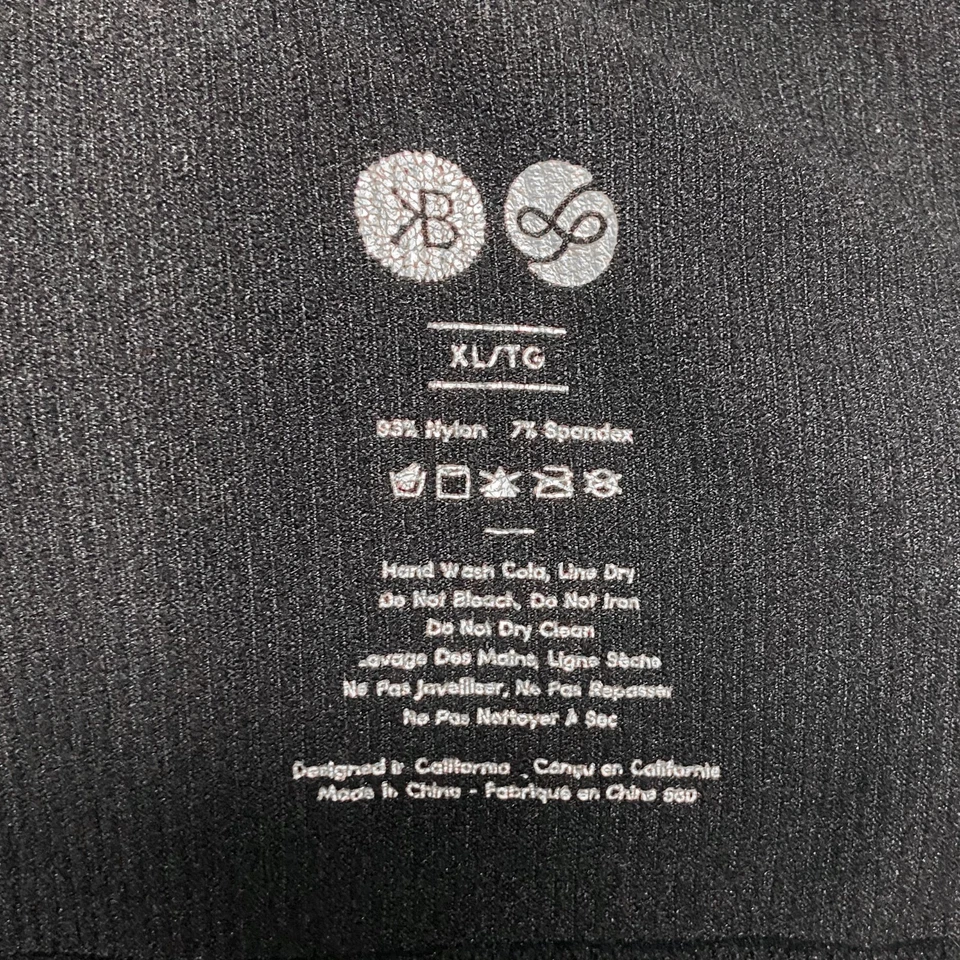 KB
XL/TG
93% Nylon 7% Spandex
Hand Wash Cold, Line Dry
Do Not Bleach, Do Not Iron
Do Not Dry Clean
Lavage Des Mains, Ligne Sèche
Ne Pas Javelliser, Ne Pas Repasser
Ne Pas Nettoyer À Sec
Designed in California - Conçu en Californie
Made in China - Fabriqué en Chine